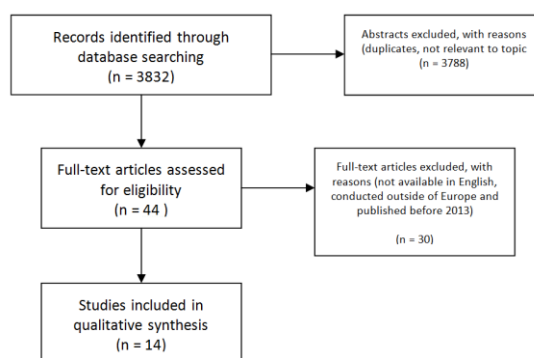 Records identified through
database searching
(n = 3832)
Abstracts excluded, with reasons
(duplicates, not relevant to topic
(n = 3788)
Full-text articles assessed
for eligibility
(n = 44 )
Full-text articles excluded, with
reasons (not available in English,
conducted outside of Europe and
published before 2013)
(n = 30)
Studies included in
qualitative synthesis
(n = 14)